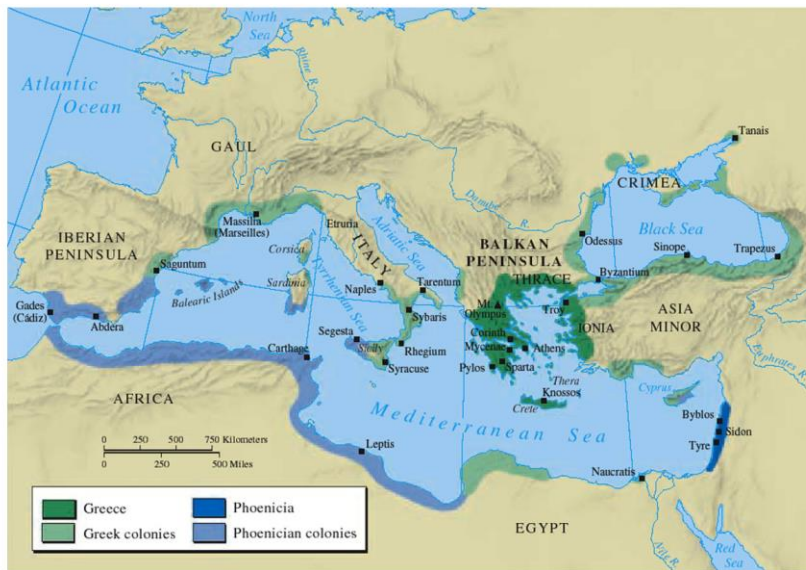 North
Sea
Atlantic
Ocean
Rhine R.
Tanais
GAUL
CRIMEA
Danube R.
Massilia
(Marseilles)
Etruria
Adriatic Sea
Black Sea
IBERIAN
PENINSULA
Corsica
ITALY
BALKAN
PENINSULA
Odessus
Sinope
Trapezus
Saguntum
Sardinia
Tyrrhenian Sea
THRACE
Byzantium
Balearic Islands
Naples
Tarentum
Mt
Olympus
Troy
ASIA
MINOR
Gades
(Cádiz)
Abdera
Sybaris
IONIA
Segesta
Sicily
Rhegium
Corinth
Mycenae
Athens
Euphrates R.
Carthage
Syracuse
Pylos
Sparta
Thera
Knossos
Crete
Cyprus
AFRICA
Mediterranean Sea
Byblos
Sidon
Tyre
0 250 500 750 Kilometers
0 250 500 Miles
Leptis
Naucratis
Greece
Greek colonies
Phoenicia
Phoenician colonies
EGYPT
Nile R.
Red
Sea